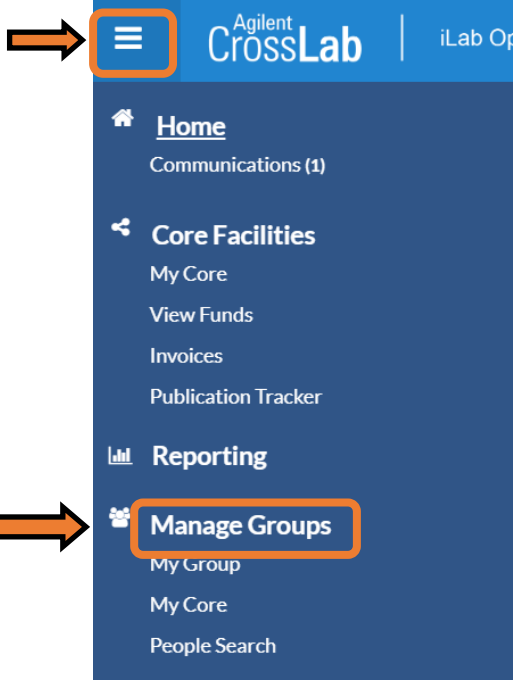 Agilent
CrossLab
iLab Op
Home
Communications (1)
Core Facilities
My Core
View Funds
Invoices
Publication Tracker
Reporting
Manage Groups
My Group
My Core
People Search